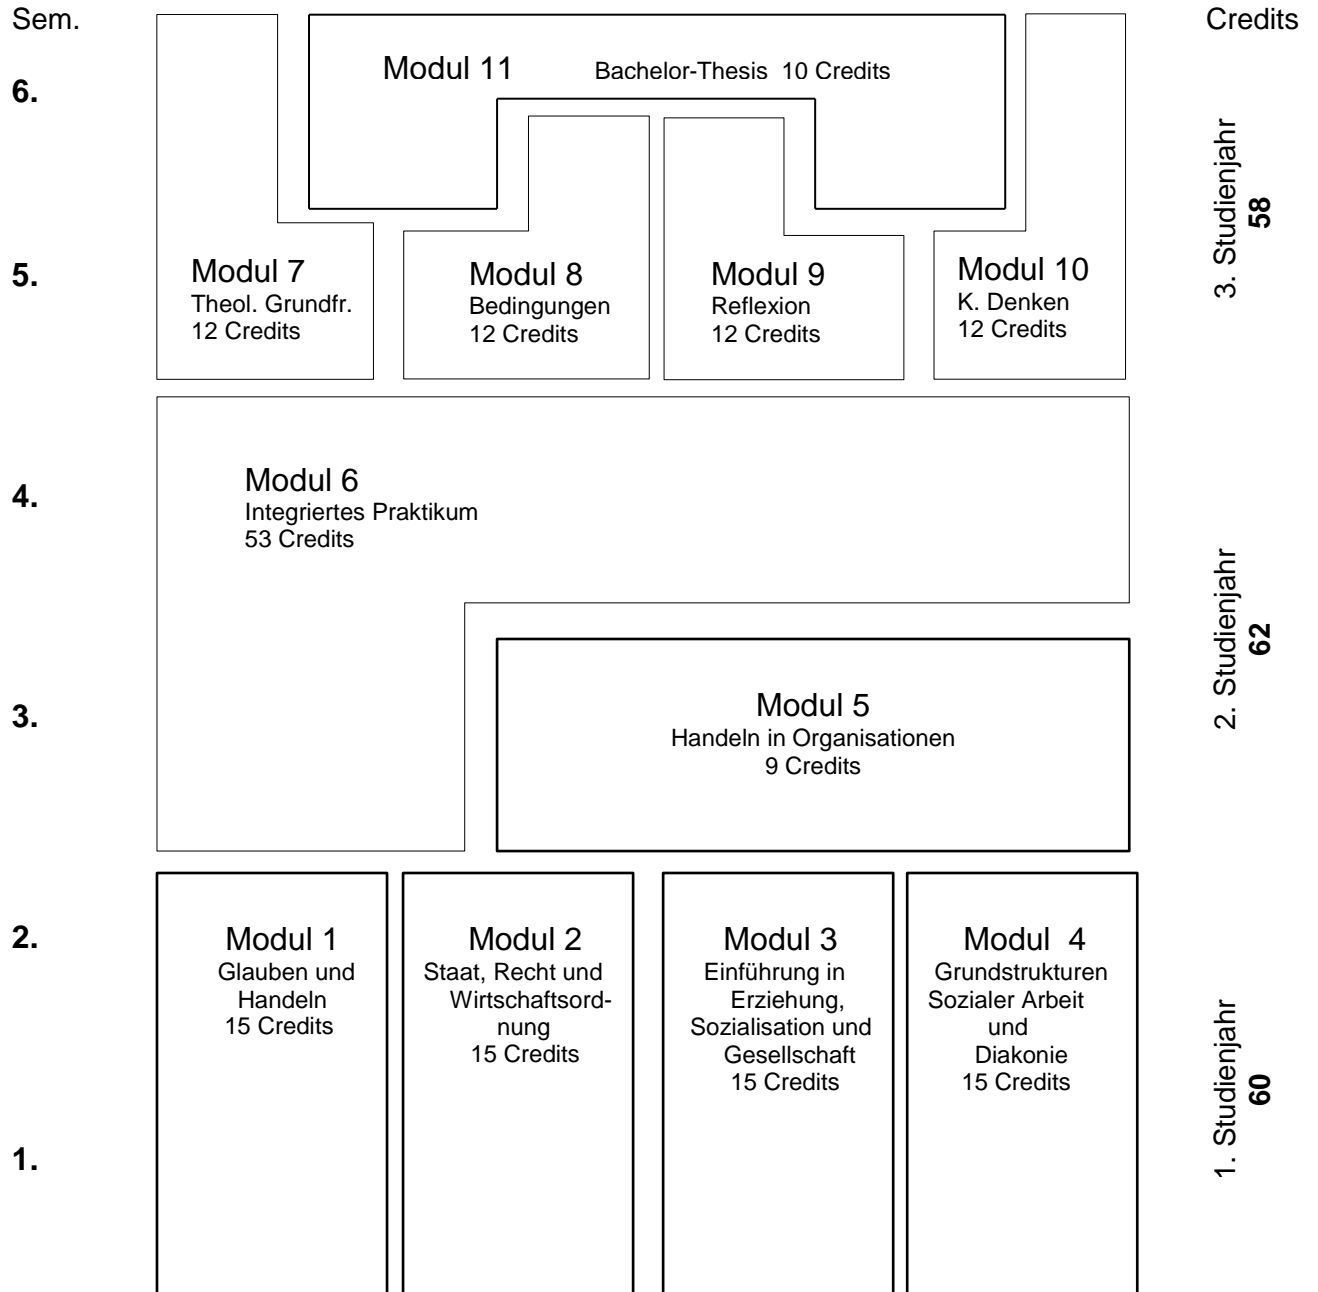 Sem.
Credits
Modul 11 Bachelor-Thesis 10 Credits
6.
3. Studienjahr
58
5.
Modul 7
Theol. Grundfr.
12 Credits
Modul 8
Bedingungen
12 Credits
Modul 9
Reflexion
12 Credits
Modul 10
K. Denken
12 Credits
4.
Modul 6
Integriertes Praktikum
53 Credits
2. Studienjahr
62
3.
Modul 5
Handeln in Organisationen
9 Credits
2.
Modul 1
Glauben und
Handeln
15 Credits
Modul 2
Staat, Recht und
Wirtschaftsord-
nung
15 Credits
Modul 3
Einführung in
Erziehung,
Sozialisation und
Gesellschaft
15 Credits
Modul 4
Grundstrukturen
Sozialer Arbeit
und
Diakonie
15 Credits
1. Studienjahr
60
1.